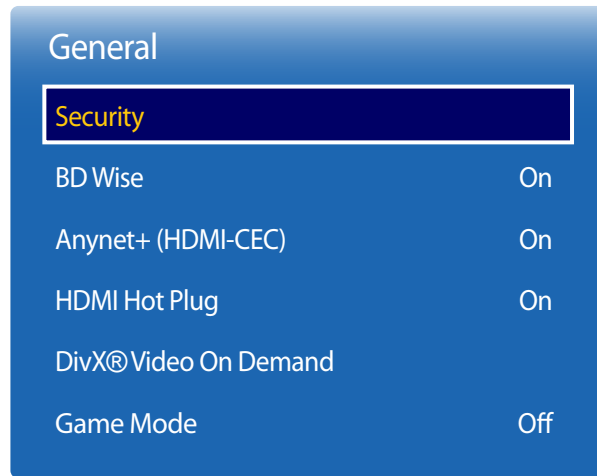 General
Security
BD Wise On
Anynet+ (HDMI-CEC) On
HDMI Hot Plug On
DivX® Video On Demand
Game Mode Off